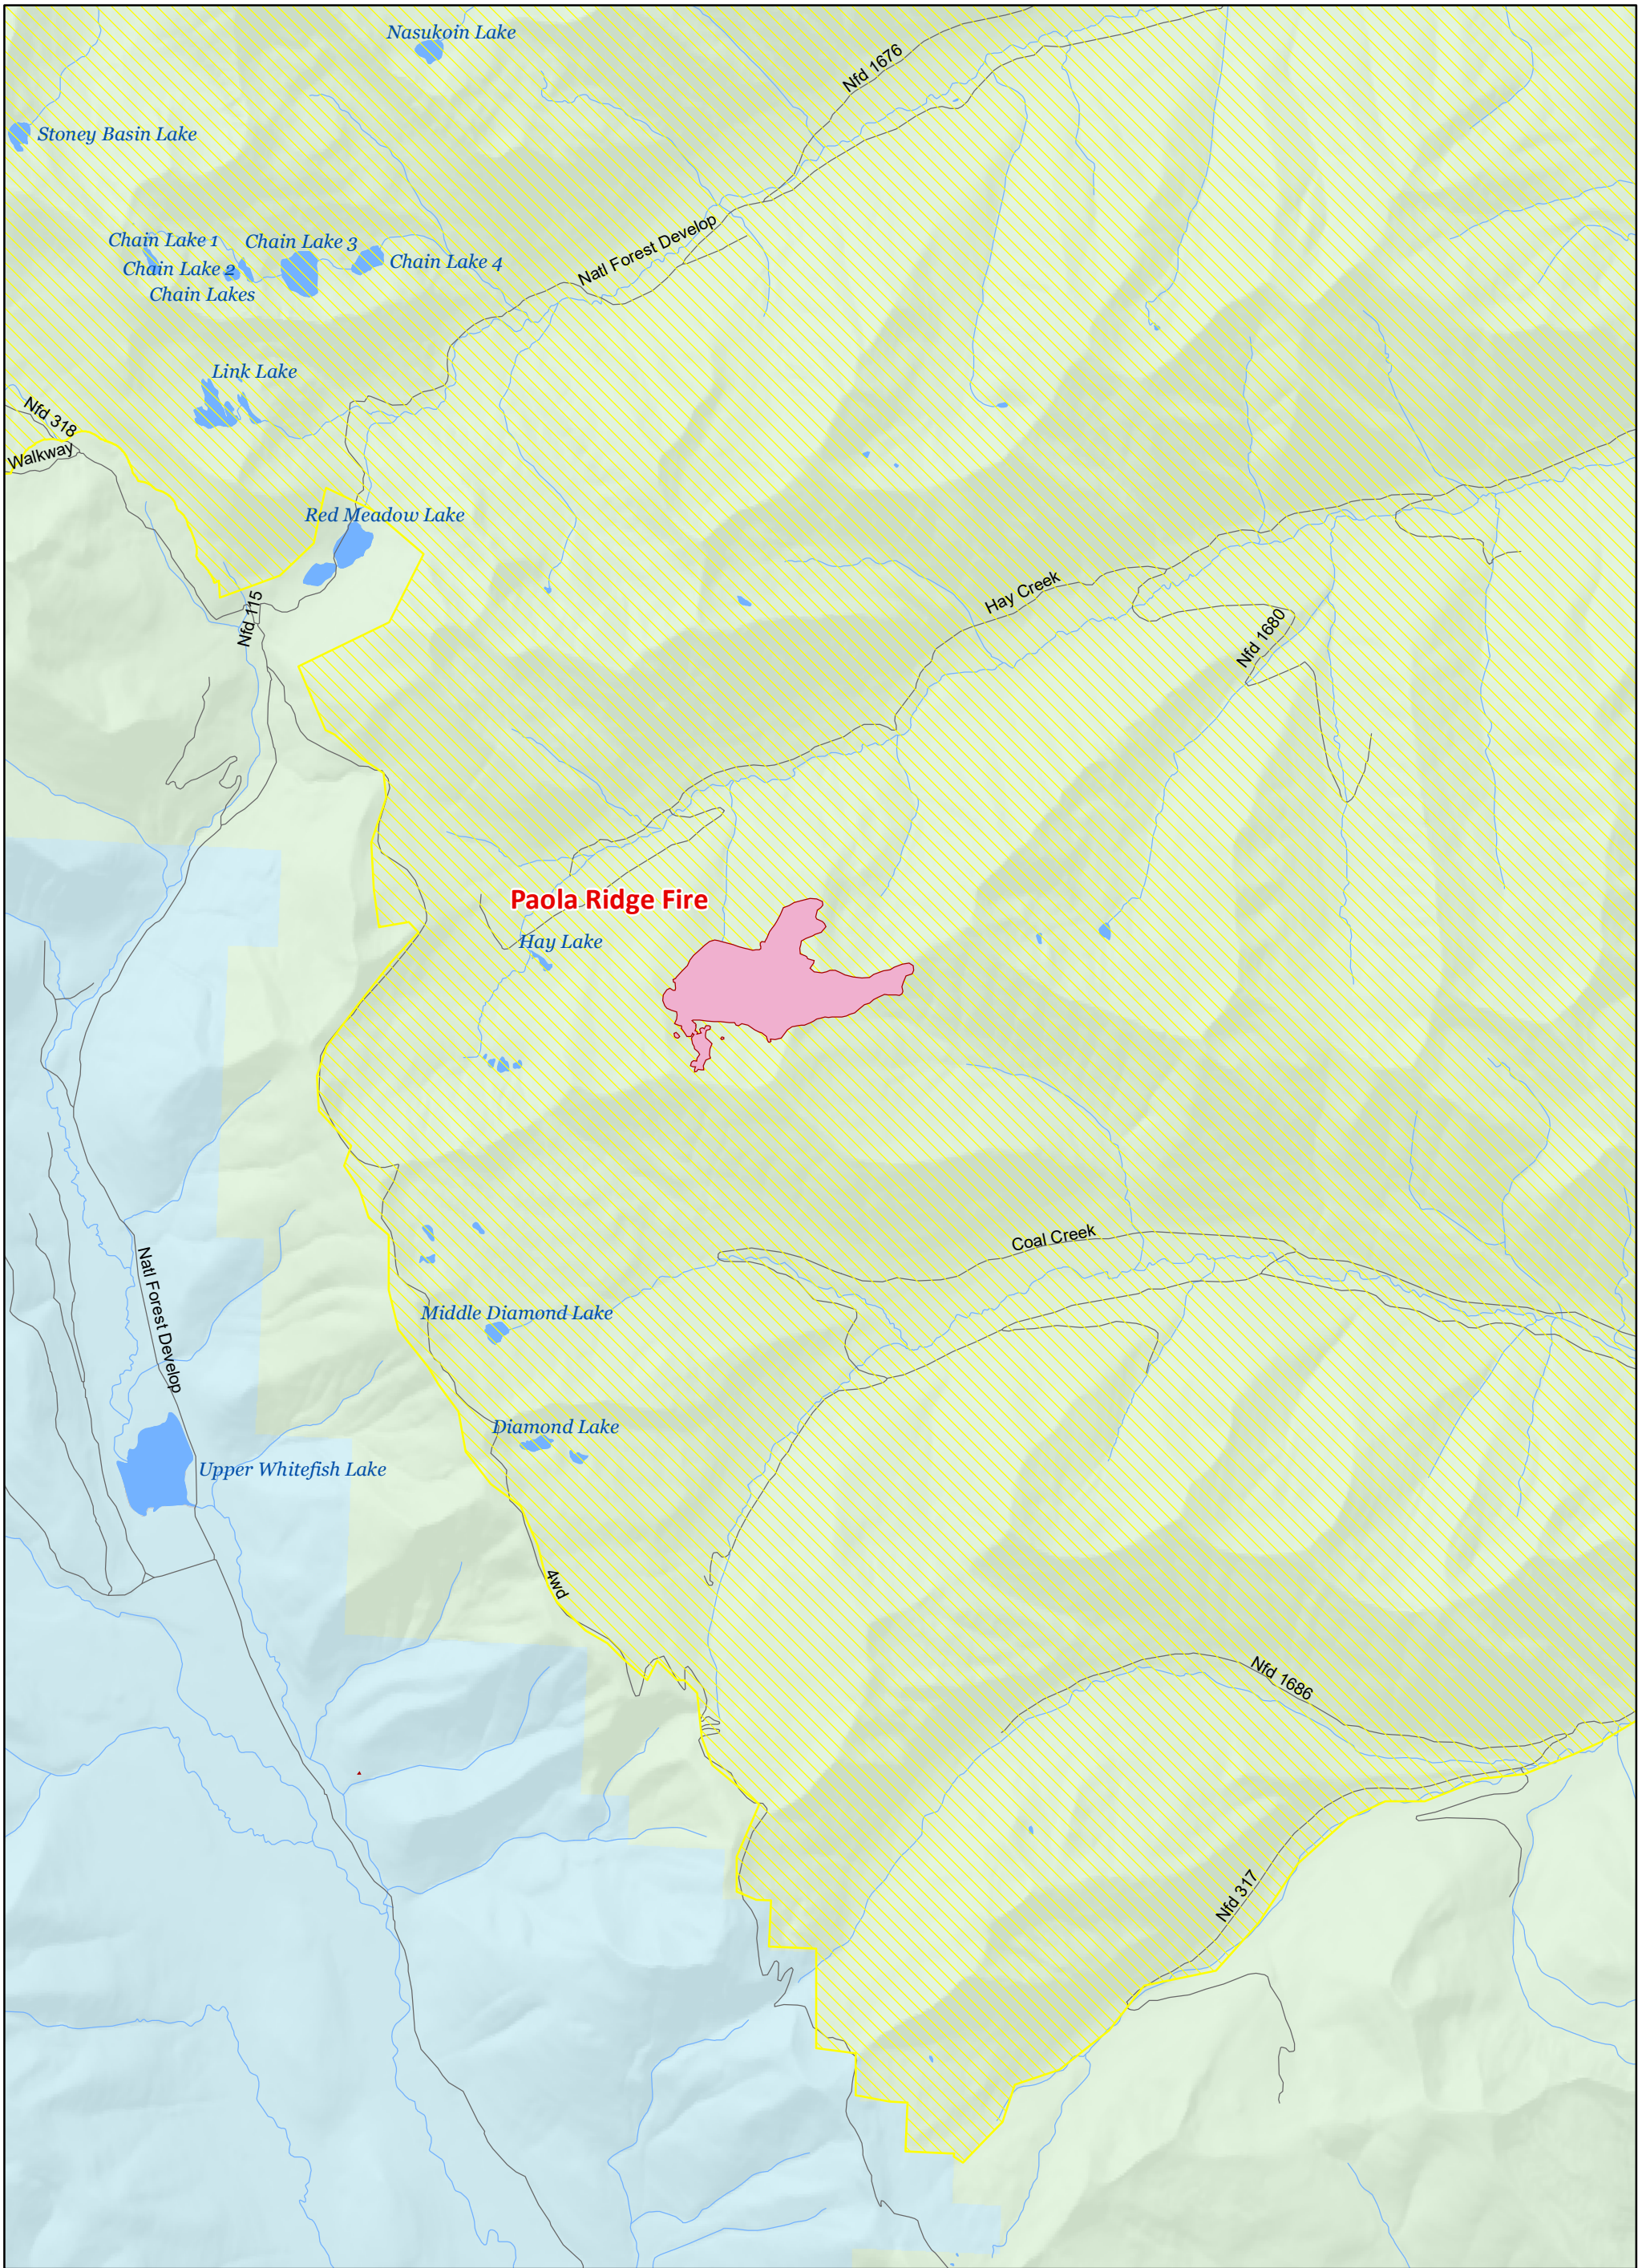 Nasukoin Lake
Nfd 1676
Stoney Basin Lake
Natl Forest Develop
Chain Lake 1
Chain Lake 3
Chain Lake 4
Chain Lake 2
Chain Lakes
Link Lake
Nfd 318
Walkway
Red Meadow Lake
Nfd 115
Hay Creek
Nfd 1680
Paola Ridge Fire
Hay Lake
Coal Creek
Natl Forest Develop
Middle Diamond Lake
Diamond Lake
Upper Whitefish Lake
4wd
Nfd 1686
Nfd 317